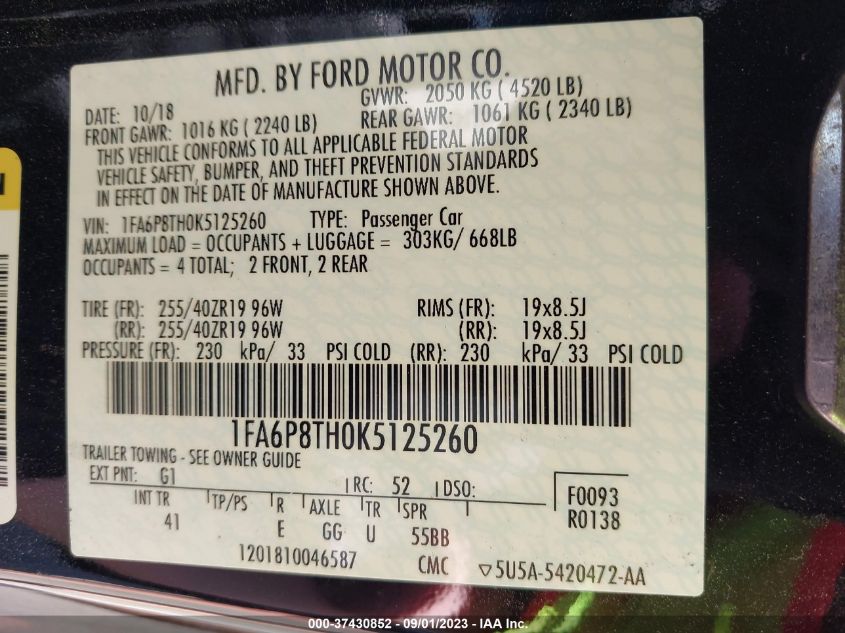 MFD. BY FORD MOTOR CO.
DATE: 10/18 GVWR: 2050 KG ( 4520 LB)
FRONT GAWR: 1016 KG ( 2240 LB) REAR GAWR: 1061 KG ( 2340 LB)
THIS VEHICLE CONFORMS TO ALL APPLICABLE FEDERAL MOTOR
VEHICLE SAFETY, BUMPER, AND THEFT PREVENTION STANDARDS
IN EFFECT ON THE DATE OF MANUFACTURE SHOWN ABOVE.
VIN: 1FA6P8TH0K5125260 TYPE: Passenger Car
MAXIMUM LOAD = OCCUPANTS + LUGGAGE = 303KG/ 668LB
OCCUPANTS = 4 TOTAL; 2 FRONT, 2 REAR
TIRE (FR): 255/40ZR19 96W RIMS (FR): 19x8.5J
(RR): 255/40ZR19 96W (RR): 19x8.5J
PRESSURE (FR): 230 kPa/ 33 PSI COLD (RR): 230 kPa/ 33 PSI COLD
1FA6P8TH0K5125260
TRAILER TOWING - SEE OWNER GUIDE
EXT PNT: G1 RC: 52 DSO:
INT TR TP/PS R AXLE TR SPR
41 E GG U 55BB
F0093
R0138
1201810046587 CMC ▽5U5A-5420472-AA
000-37430852 - 09/01/2023 - IAA Inc.